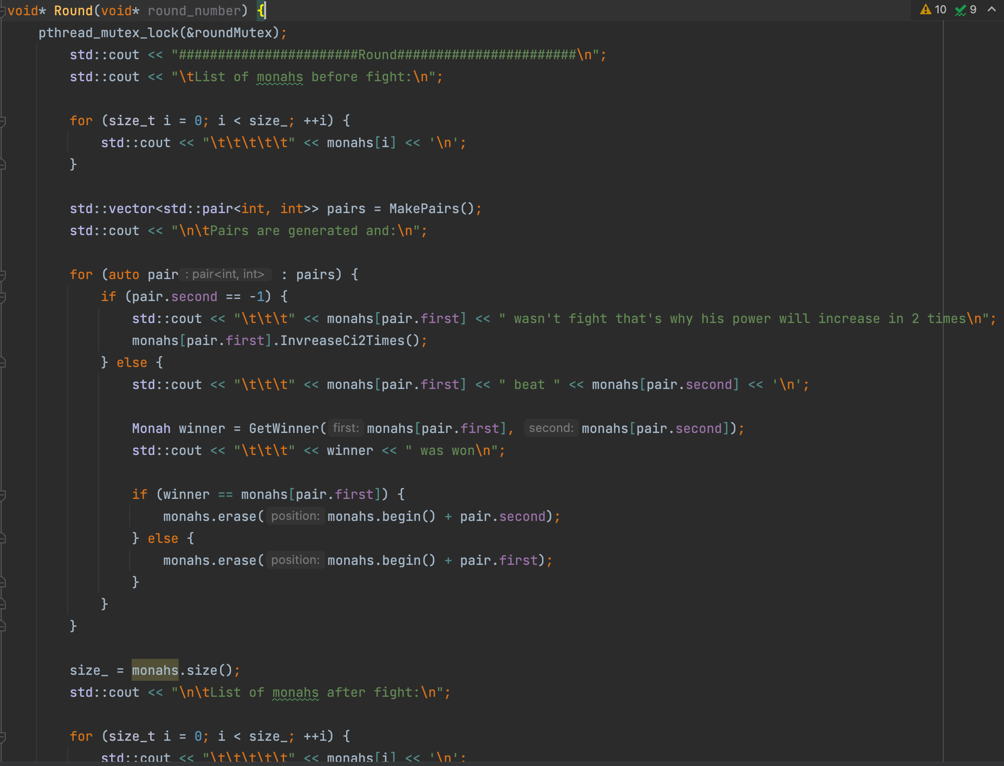 void* Round(void* round_number) { 10 9
pthread_mutex_lock(&roundMutex);
std::cout << "#######################Round#######################\n";
std::cout << "\tList of monahs before fight:\n";
for (size_t i = 0; i < size_; ++i) {
std::cout << "\t\t\t\t\t" << monahs[i] << '\n';
}
std::vector<std::pair<int, int>> pairs = MakePairs();
std::cout << "\n\tPairs are generated and:\n";
for (auto pair : pair<int, int> : pairs) {
if (pair.second == -1) {
std::cout << "\t\t\t" << monahs[pair.first] << " wasn't fight that's why his power will increase in 2 times\n";
monahs[pair.first].InvreaseCi2Times();
} else {
std::cout << "\t\t\t" << monahs[pair.first] << " beat " << monahs[pair.second] << '\n';
Monah winner = GetWinner( first: monahs[pair.first], second: monahs[pair.second]);
std::cout << "\t\t\t" << winner << " was won\n";
if (winner == monahs[pair.first]) {
monahs.erase( position: monahs.begin() + pair.second);
} else {
monahs.erase( position: monahs.begin() + pair.first);
}
}
}
size_ = monahs.size();
std::cout << "\n\tList of monahs after fight:\n";
for (size_t i = 0; i < size_; ++i) {
std::cout << "\t\t\t\t\t" << monahs[i] << '\n';